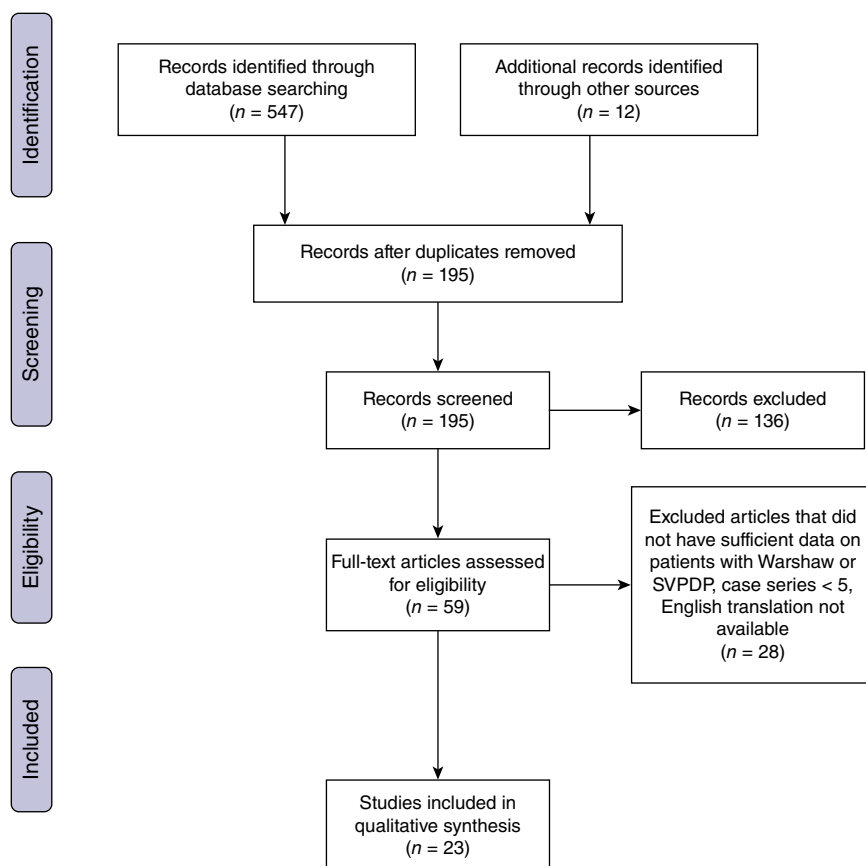 Identification
Records identified through
database searching
(n = 547)
Additional records identified
through other sources
(n = 12)
Records after duplicates removed
(n = 195)
Screening
Records screened
(n = 195)
Records excluded
(n = 136)
Eligibility
Full-text articles assessed
for eligibility
(n = 59)
Excluded articles that did
not have sufficient data on
patients with Warshaw or
SVPDP, case series < 5,
English translation not
available
(n = 28)
Included
Studies included in
qualitative synthesis
(n = 23)